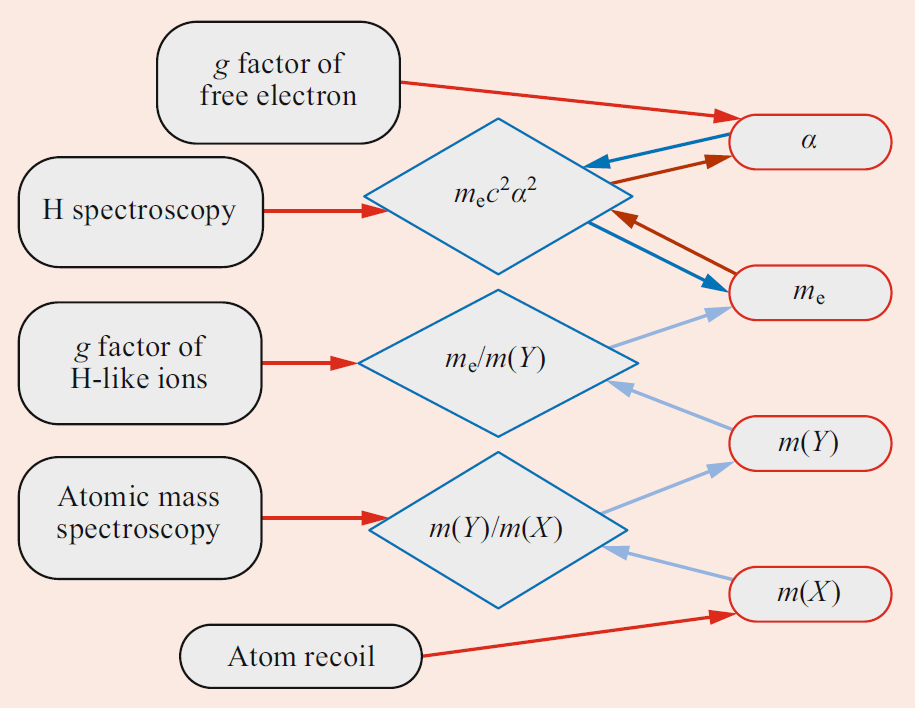 g factor of
free electron
α
mₑc²α²
H spectroscopy
mₑ
g factor of
H-like ions
mₑ/m(Y)
m(Y)
Atomic mass
spectroscopy
m(Y)/m(X)
m(X)
Atom recoil